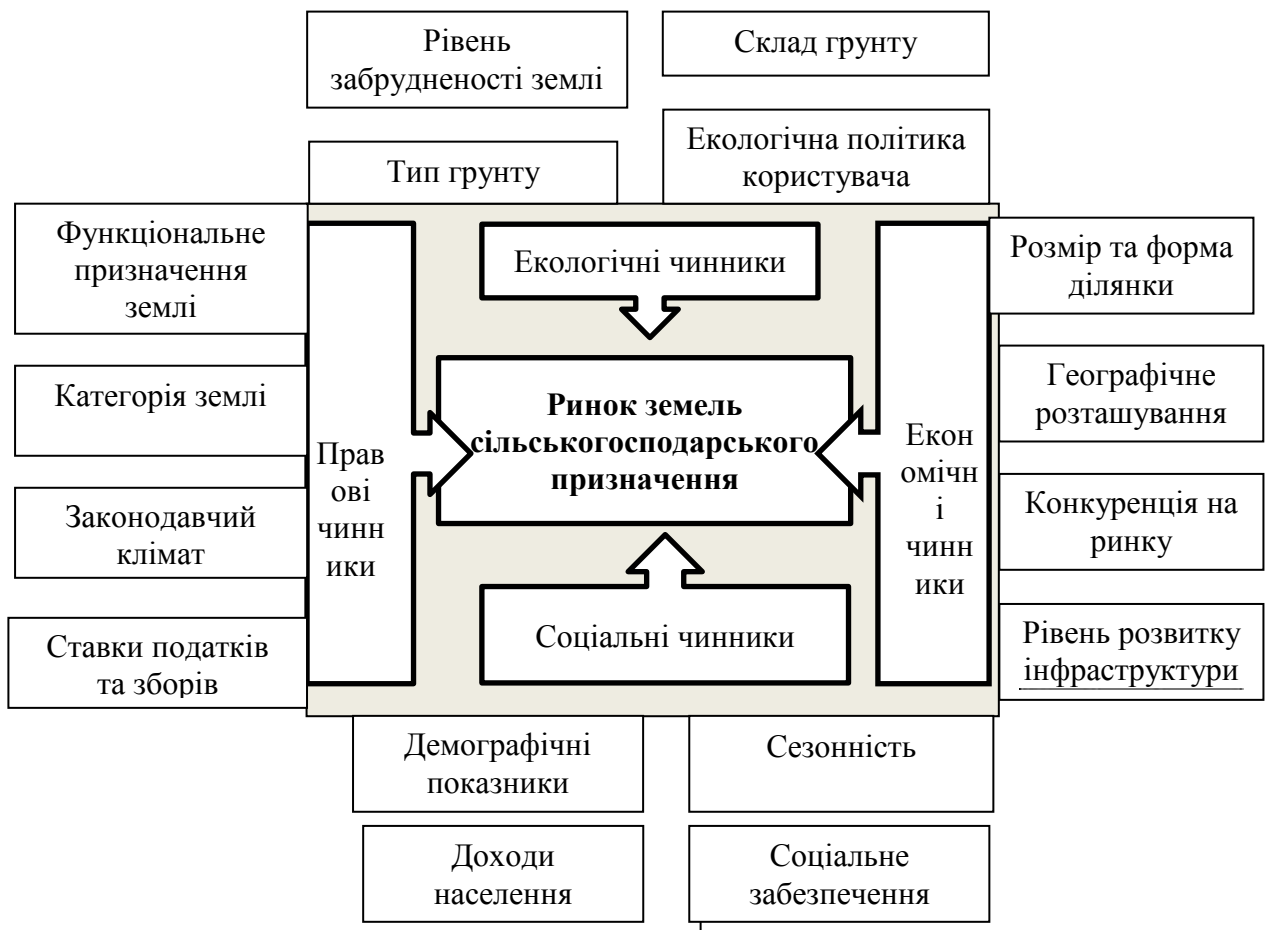 Рівень
забрудненості землі
Склад грунту
Тип грунту
Екологічна політика
користувача
Функціональне
призначення
землі
Екологічні чинники
Розмір та форма
ділянки
Категорія землі
Ринок земель
сільськогосподарського
призначення
Географічне
розташування
Прав
ові
чинн
ики
Екон
омічн
і
чинн
ики
Законодавчий
клімат
Конкуренція на
ринку
Соціальні чинники
Ставки податків
та зборів
Рівень розвитку
інфраструктури
Демографічні
показники
Сезонність
Доходи
населення
Соціальне
забезпечення